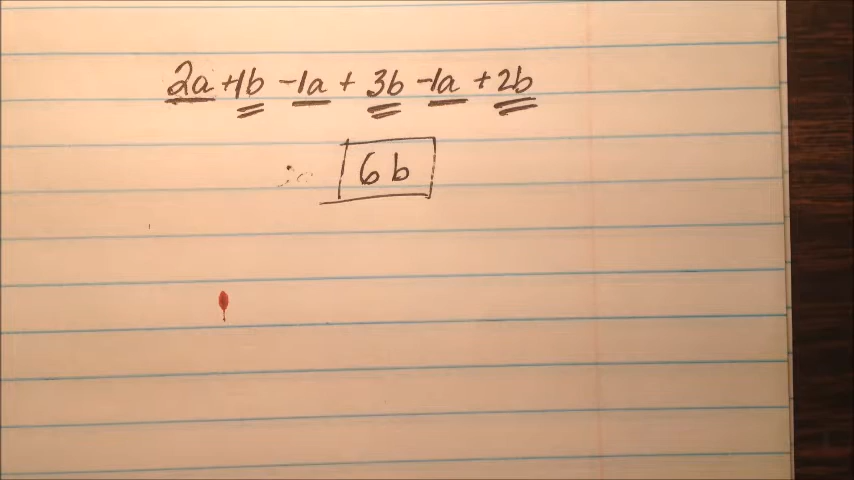 2a +1b -1a + 3b -1a + 2b
6b